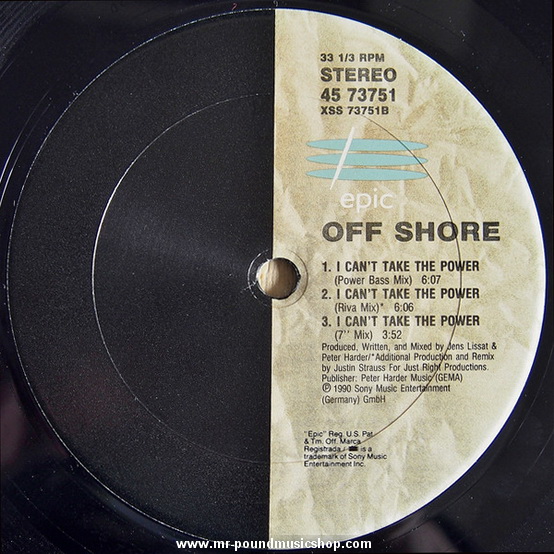 33 1/3 RPM
STEREO
45 73751
XSS 73751B
epic
OFF SHORE
1. I CAN'T TAKE THE POWER
(Power Bass Mix) 6:07
2. I CAN'T TAKE THE POWER
(Riva Mix)* 6:06
3. I CAN'T TAKE THE POWER
(7'' Mix) 3:52
Produced, Written, and Mixed by Jens Lissat &
Peter Harder/*Additional Production and Remix
by Justin Strauss For Just Right Productions.
Publisher: Peter Harder Music (GEMA)
℗ 1990 Sony Music Entertainment
(Germany) GmbH
"Epic" Reg. U.S. Pat
& Tm. Off. Marca
Registrada / is a
trademark of Sony Music
Entertainment Inc.
www.mr-poundmusicshop.com